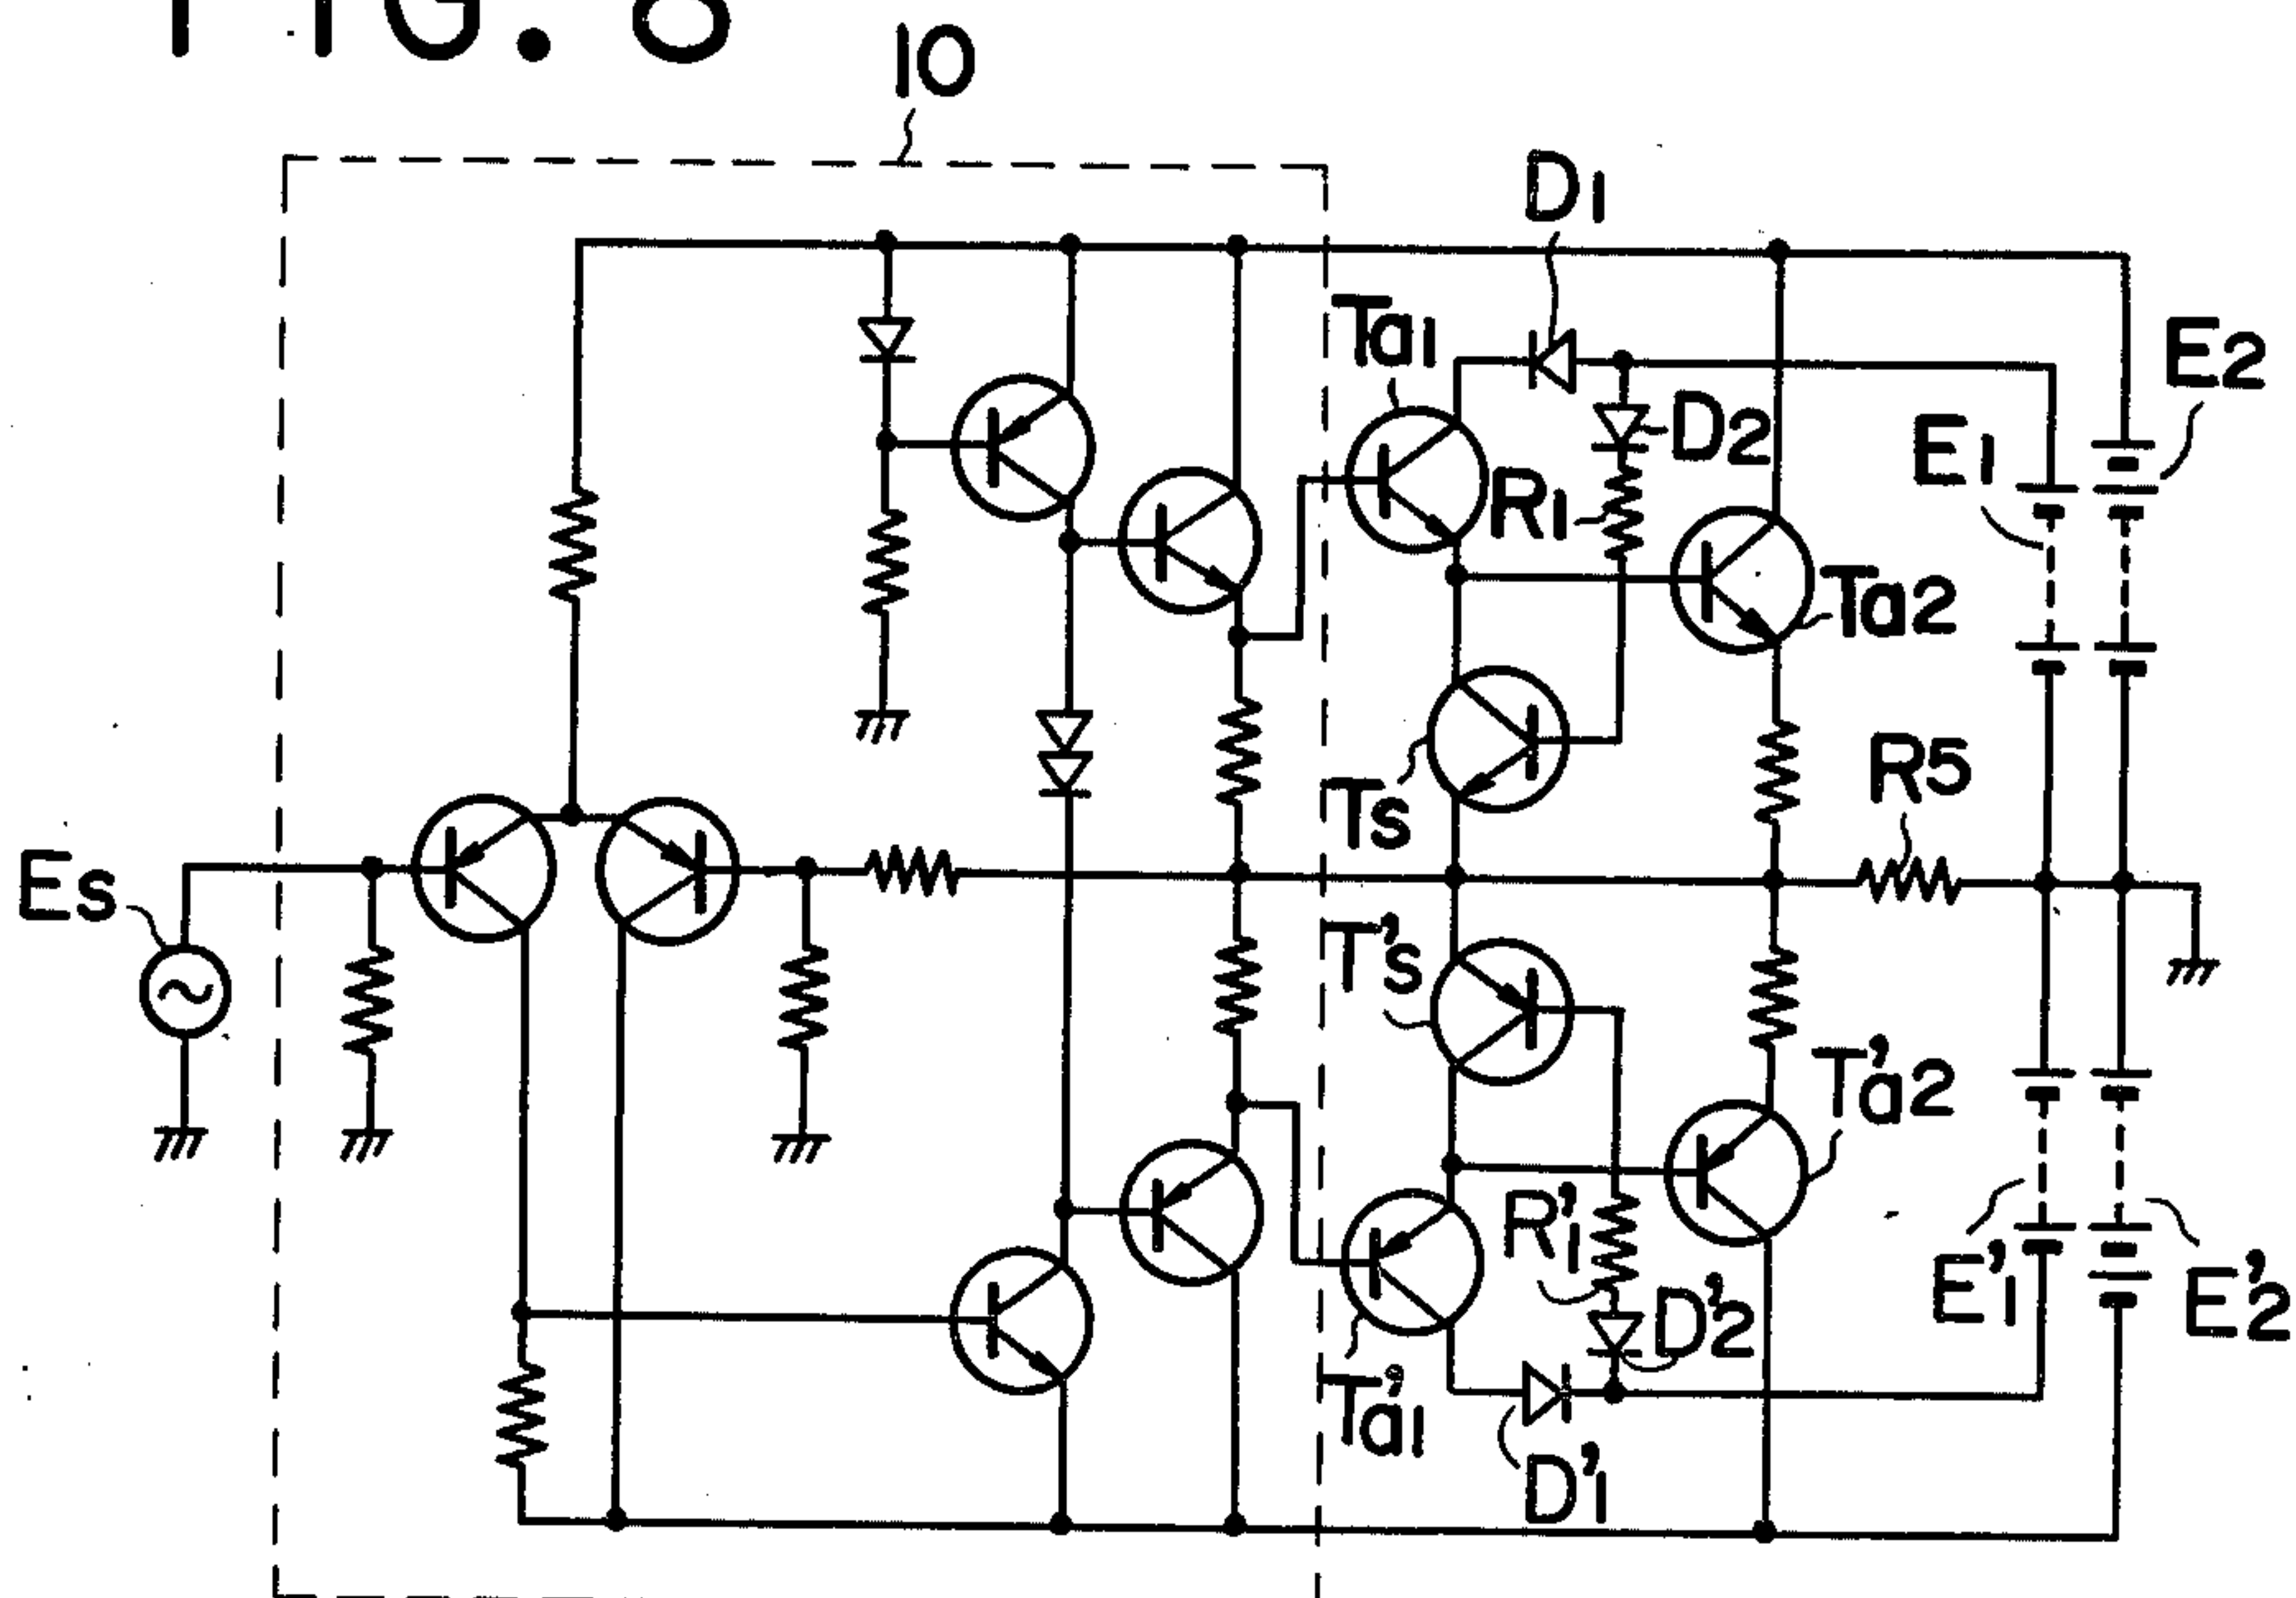 FIG. 8
10
D1
Ta1
E2
D2
E1
R1
Ta2
R5
Ts
Es
T's
T'a2
R'1
D'2
E'1
E'2
T'a1
D'1